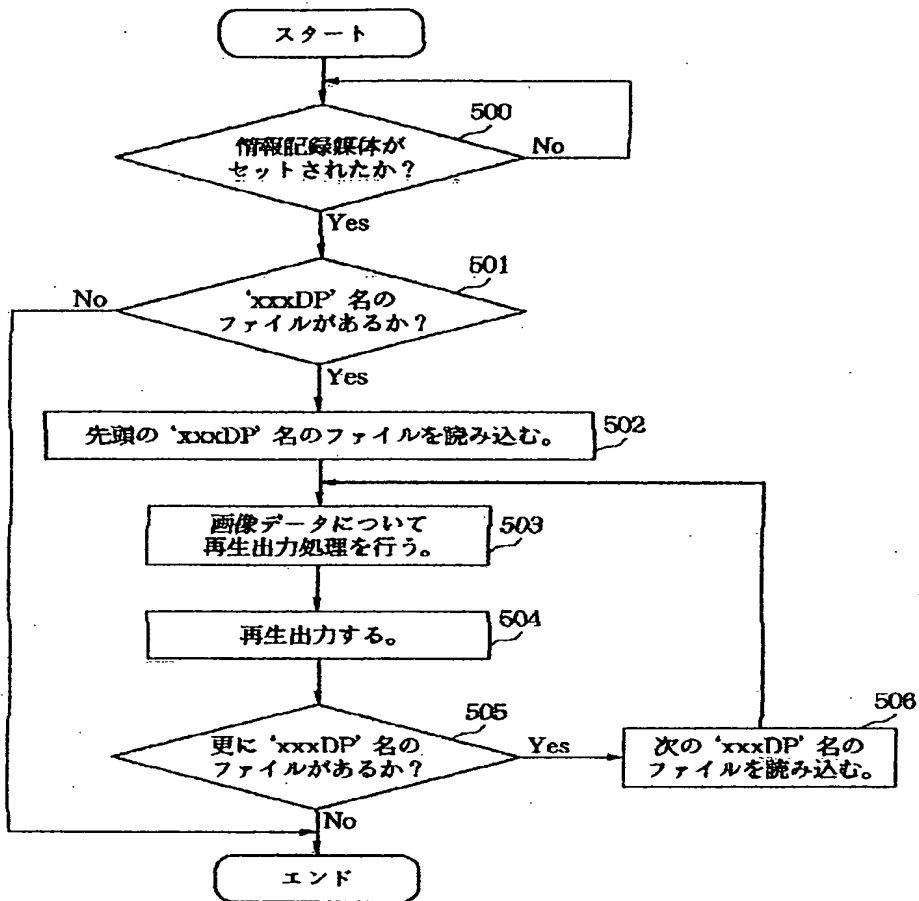 スタート
500
情報記録媒体が
セットされたか？
No
Yes
501
No
‘xxxDP’ 名の
ファイルがあるか？
Yes
先頭の ‘xxxDP’ 名のファイルを読み込む。
502
画像データについて
再生出力処理を行う。
503
再生出力する。
504
505
更に ‘xxxDP’ 名の
ファイルがあるか？
Yes
506
次の ‘xxxDP’ 名の
ファイルを読み込む。
No
エンド